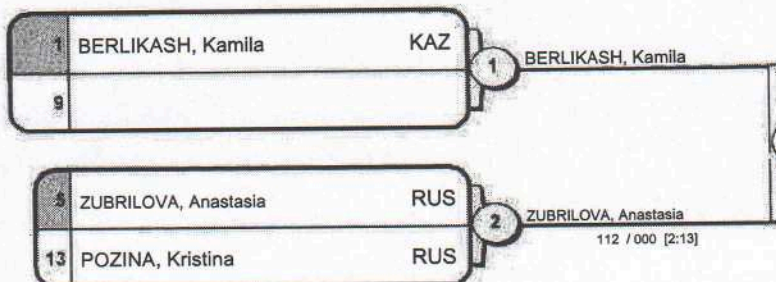 1 BERLIKASH, Kamila KAZ
1 BERLIKASH, Kamila
9
5 ZUBRILOVA, Anastasia RUS
2 ZUBRILOVA, Anastasia
112 / 000 [2:13]
13 POZINA, Kristina RUS